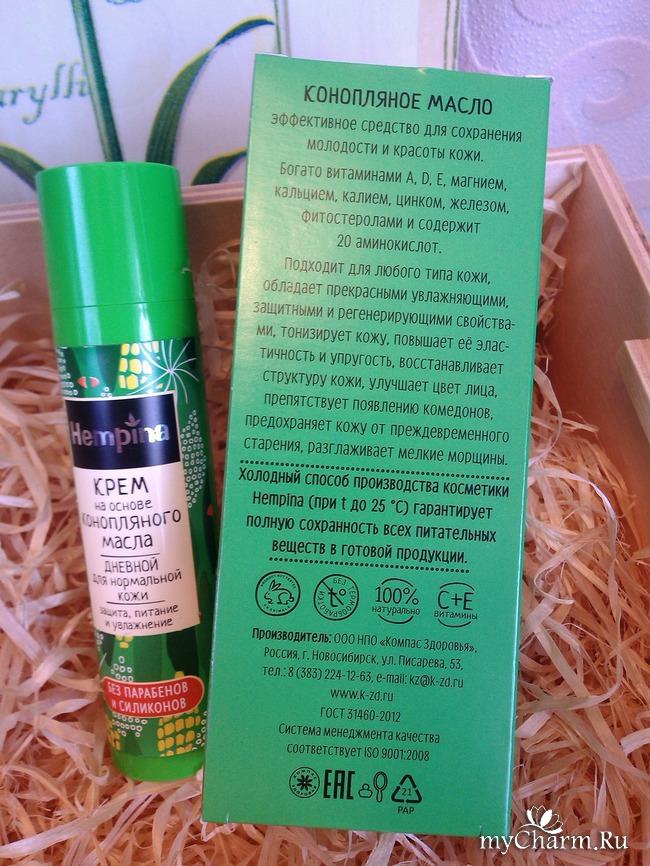 aryllis
КОНОПЛЯНОЕ МАСЛО
эффективное средство для сохранения
молодости и красоты кожи.
Богато витаминами А, D, Е, магнием,
кальцием, калием, цинком, железом,
фитостеролами и содержит
20 аминокислот.
Подходит для любого типа кожи,
обладает прекрасными увлажняющими,
защитными и регенерирующими свойства-
ми, тонизирует кожу, повышает её элас-
тичность и упругость, восстанавливает
структуру кожи, улучшает цвет лица,
препятствует появлению комедонов,
предохраняет кожу от преждевременного
старения, разглаживает мелкие морщины.
Холодный способ производства косметики
Hempina (при t до 25 °С) гарантирует
полную сохранность всех питательных
веществ в готовой продукции.
БЕЗ
t°
ТЕРМООБРАБОТКИ
100%
натурально
С+Е
витамины
Производитель: ООО НПО «Компас Здоровья»,
Россия, г. Новосибирск, ул. Писарева, 53,
тел.: 8 (383) 224-12-63, e-mail: kz@k-zd.ru
www.k-zd.ru
ГОСТ 31460-2012
Система менеджмента качества
соответствует ISO 9001:2008
EAC
21
PAP
Hempina
КРЕМ
на основе
конопляного
масла
дневной
для нормальной
кожи
защита, питание
и увлажнение
БЕЗ ПАРАБЕНОВ
И СИЛИКОНОВ
myCharm.Ru